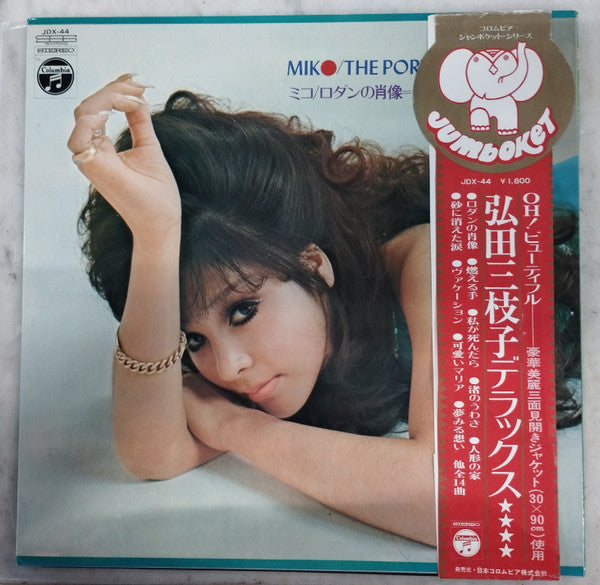 JDX-44
STEREO
Columbia
MIKO/THE POR
ミコ/ロダンの肖像=
コロムビア
ジャンボケット・シリーズ
JUMBOKET
JDX-44 ¥1,800
OH!ビューティフル──豪華美麗三面見開きジャケット(30×90cm)使用
弘田三枝子デラックス★★★★
●ロダンの肖像●燃える手●私が死んだら●渚のうわさ●人形の家
●砂に消えた涙●ヴァケーション●可愛いマリア●夢みる想い 他全14曲
STEREO
Columbia
発売元・日本コロムビア株式会社